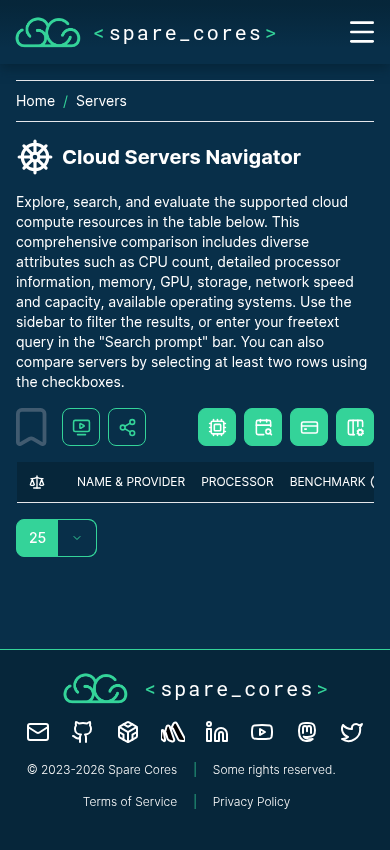 <spare_cores>
Home / Servers
Cloud Servers Navigator
Explore, search, and evaluate the supported cloud
compute resources in the table below. This
comprehensive comparison includes diverse
attributes such as CPU count, detailed processor
information, memory, GPU, storage, network speed
and capacity, available operating systems. Use the
sidebar to filter the results, or enter your freetext
query in the "Search prompt" bar. You can also
compare servers by selecting at least two rows using
the checkboxes.
NAME & PROVIDER PROCESSOR BENCHMARK (
25
<spare_cores>
© 2023-2026 Spare Cores | Some rights reserved.
Terms of Service | Privacy Policy